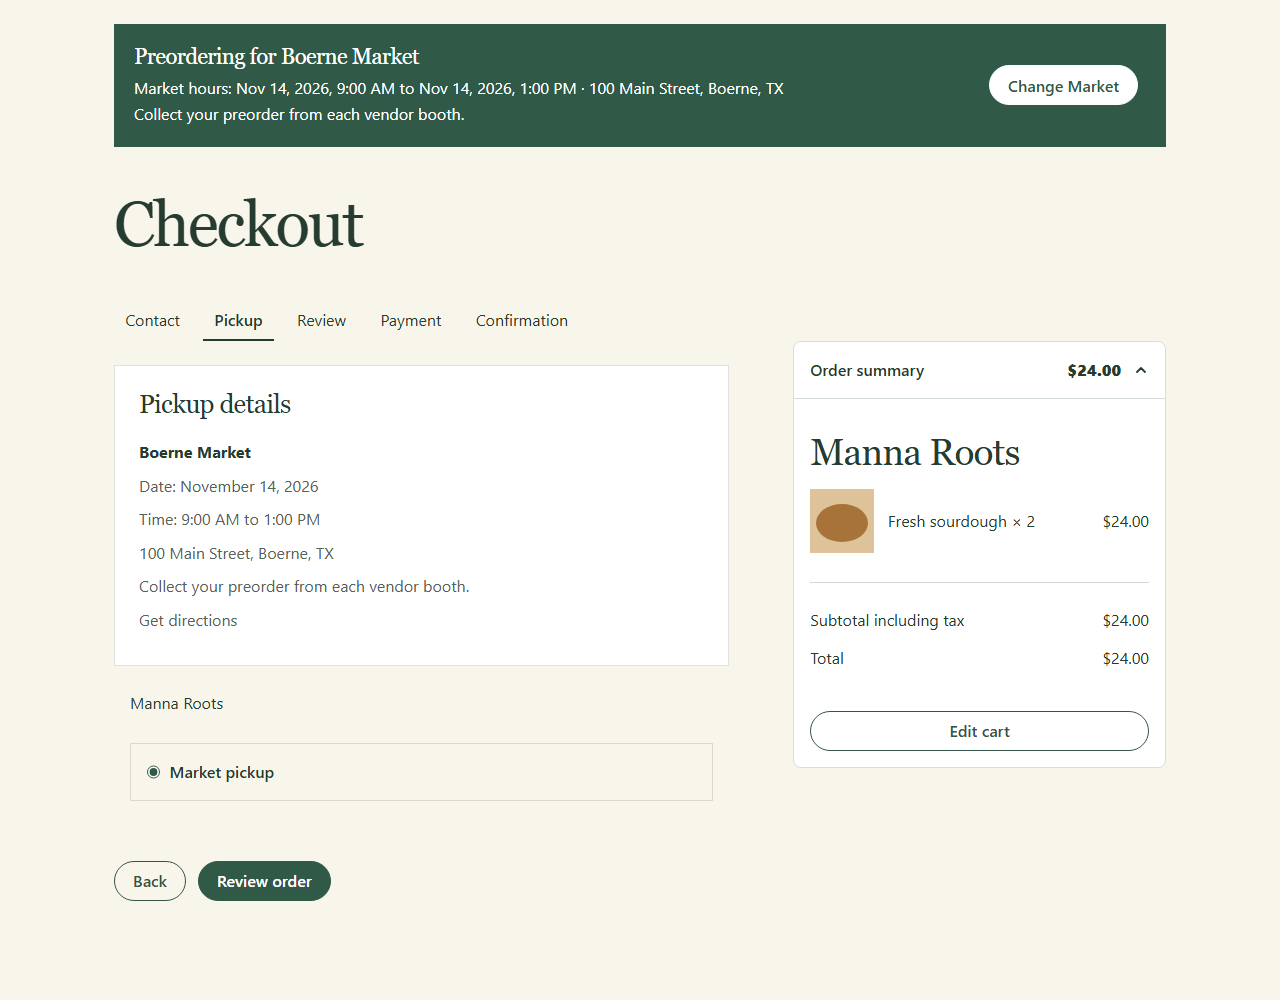 Preordering for Boerne Market
Market hours: Nov 14, 2026, 9:00 AM to Nov 14, 2026, 1:00 PM · 100 Main Street, Boerne, TX
Collect your preorder from each vendor booth.
Change Market
Checkout
Contact Pickup Review Payment Confirmation
Pickup details
Boerne Market
Date: November 14, 2026
Time: 9:00 AM to 1:00 PM
100 Main Street, Boerne, TX
Collect your preorder from each vendor booth.
Get directions
Manna Roots
Market pickup
Back Review order
Order summary $24.00
Manna Roots
Fresh sourdough × 2 $24.00
Subtotal including tax $24.00
Total $24.00
Edit cart